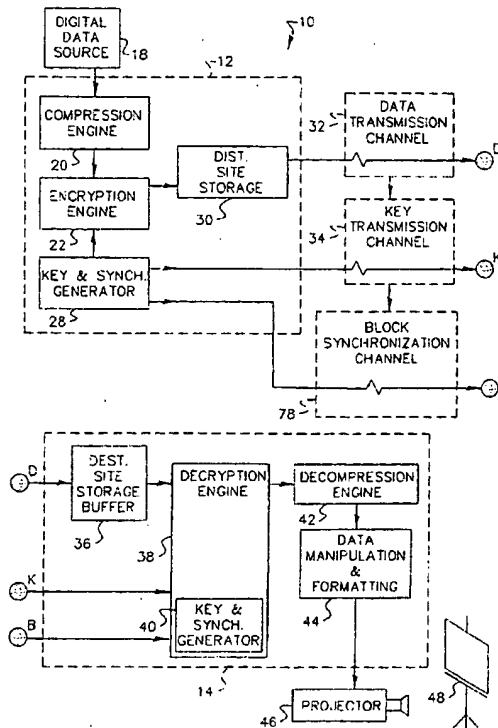 DIGITAL DATA
SOURCE
18
10
12
COMPRESSION
ENGINE
20
ENCRYPTION
ENGINE
22
KEY & SYNCH.
GENERATOR
28
DIST.
SITE
STORAGE
30
DATA
TRANSMISSION
CHANNEL
32
D
KEY
TRANSMISSION
CHANNEL
34
K
BLOCK
SYNCHRONIZATION
CHANNEL
78
D
DEST.
SITE
STORAGE
BUFFER
36
DECRYPTION
ENGINE
38
KEY &
SYNCH.
GENERATOR
40
K
B
DECOMPRESSION
ENGINE
42
DATA
MANIPULATION
&
FORMATTING
44
14
PROJECTOR
46
48